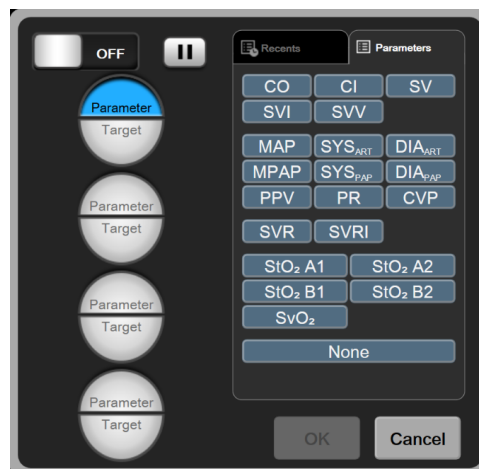 OFF
Recents
Parameters
Parameter
Target
Parameter
Target
Parameter
Target
Parameter
Target
CO CI SV
SVI SVV
MAP SYSART DIAART
MPAP SYSPAP DIAPAP
PPV PR CVP
SVR SVRI
StO₂ A1 StO₂ A2
StO₂ B1 StO₂ B2
SvO₂
None
OK Cancel